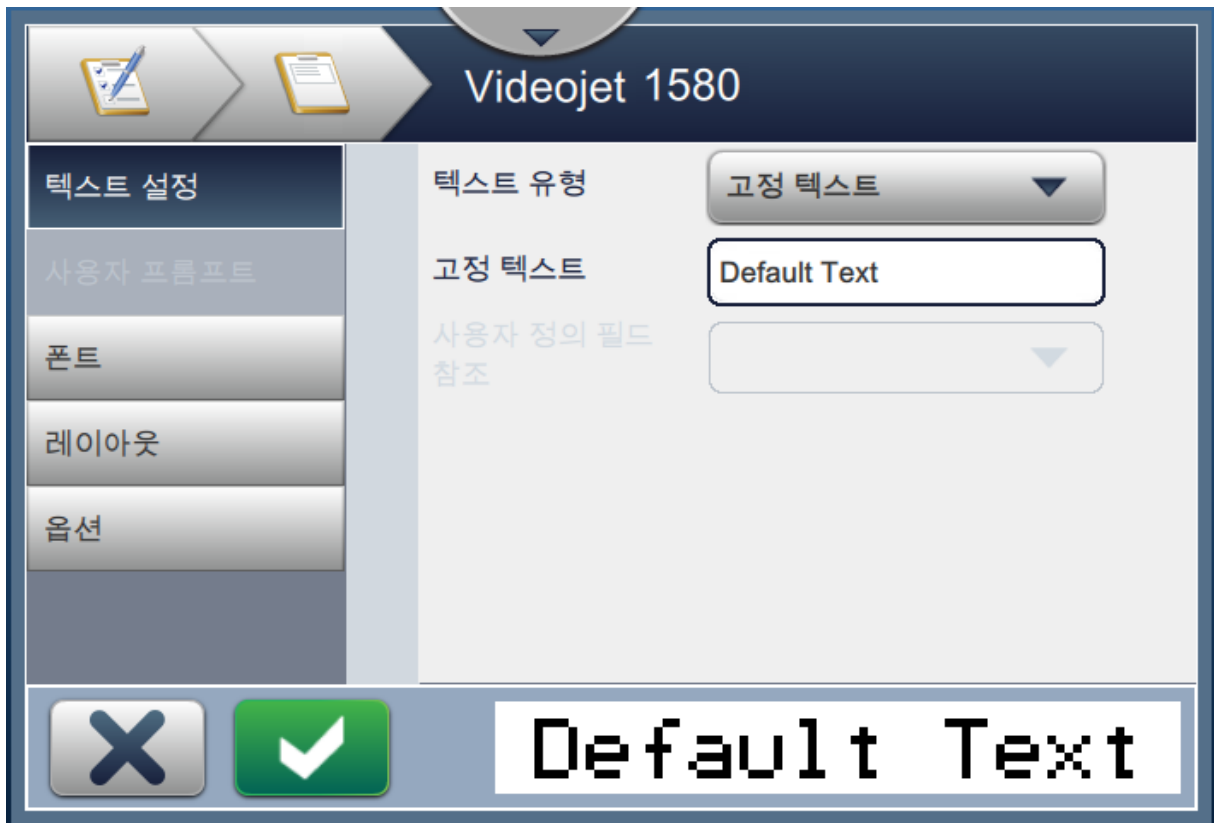 Videojet 1580
텍스트 설정
사용자 프롬프트
폰트
레이아웃
옵션
텍스트 유형
고정 텍스트
고정 텍스트
Default Text
사용자 정의 필드
참조
Default Text